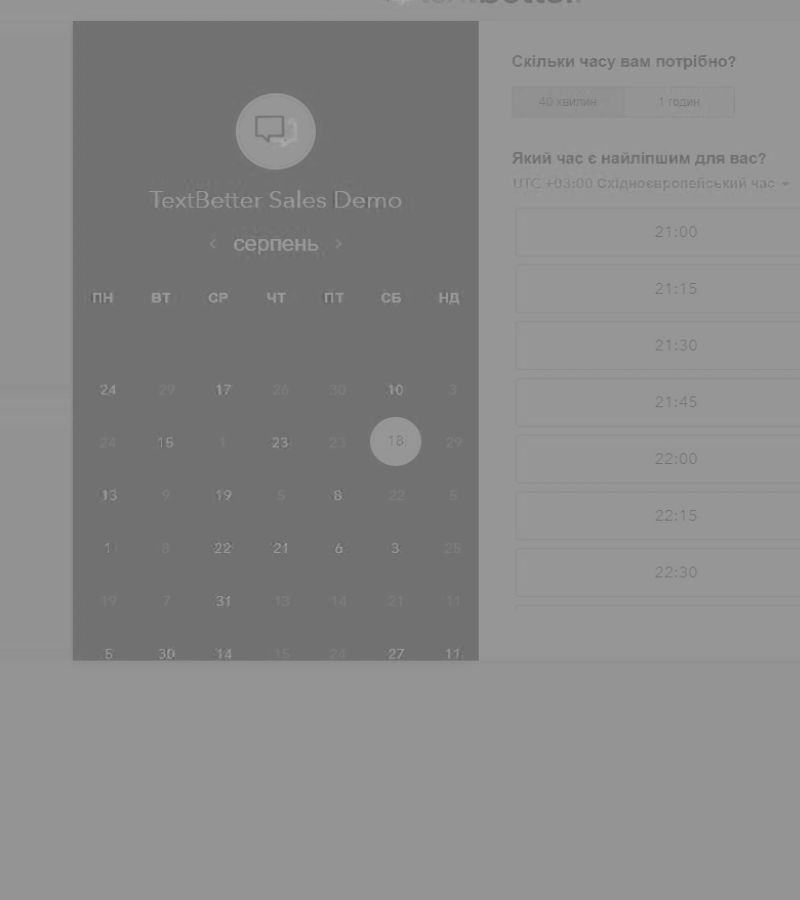 TextBetter Sales Demo
‹ серпень ›
ПН ВТ СР ЧТ ПТ СБ НД
24 29 17 26 30 10 3
24 15 1 23 23 18 29
13 9 19 5 8 22 5
1 8 22 21 6 3 25
19 7 31 13 14 21 11
5 30 14 15 24 27 11
Скільки часу вам потрібно?
40 хвилин 1 годин
Який час є найліпшим для вас?
UTC +03:00 Східноєвропейський час
21:00
21:15
21:30
21:45
22:00
22:15
22:30